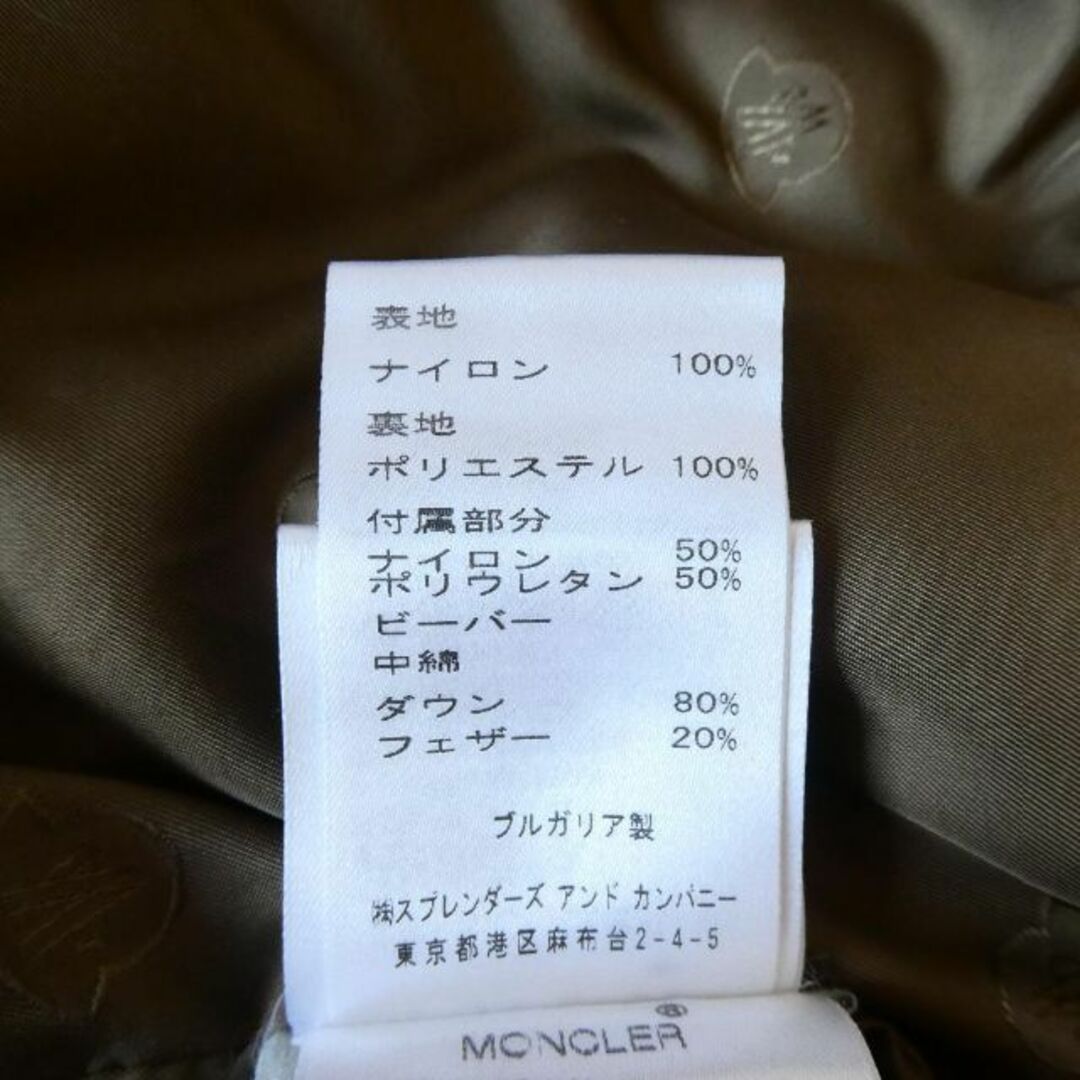 表地
ナイロン 100%
裏地
ポリエステル 100%
付属部分
ナイロン 50%
ポリウレタン 50%
ビーバー
中綿
ダウン 80%
フェザー 20%
ブルガリア製
㈱スプレンダーズ アンド カンパニー
東京都港区麻布台2-4-5
MONCLER®